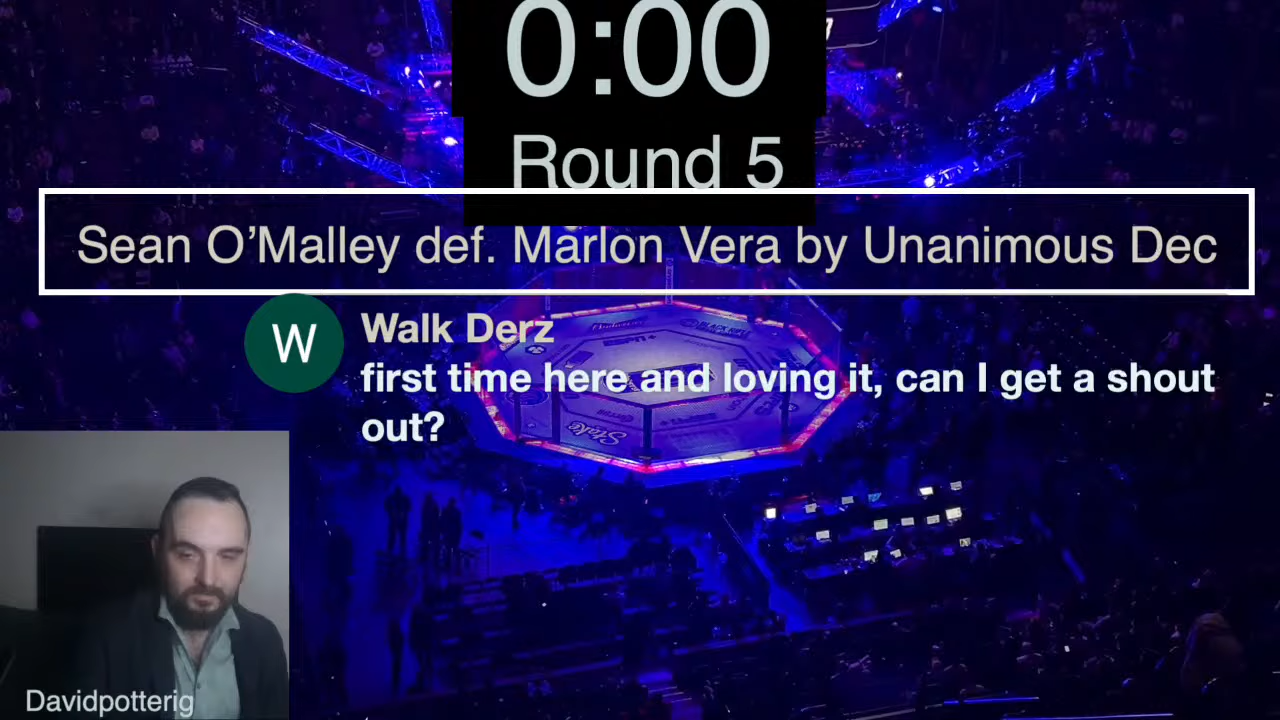 0:00
Round 5
Sean O’Malley def. Marlon Vera by Unanimous Dec
W
Walk Derz
first time here and loving it, can I get a shout
out?
Stake
Davidpotterig